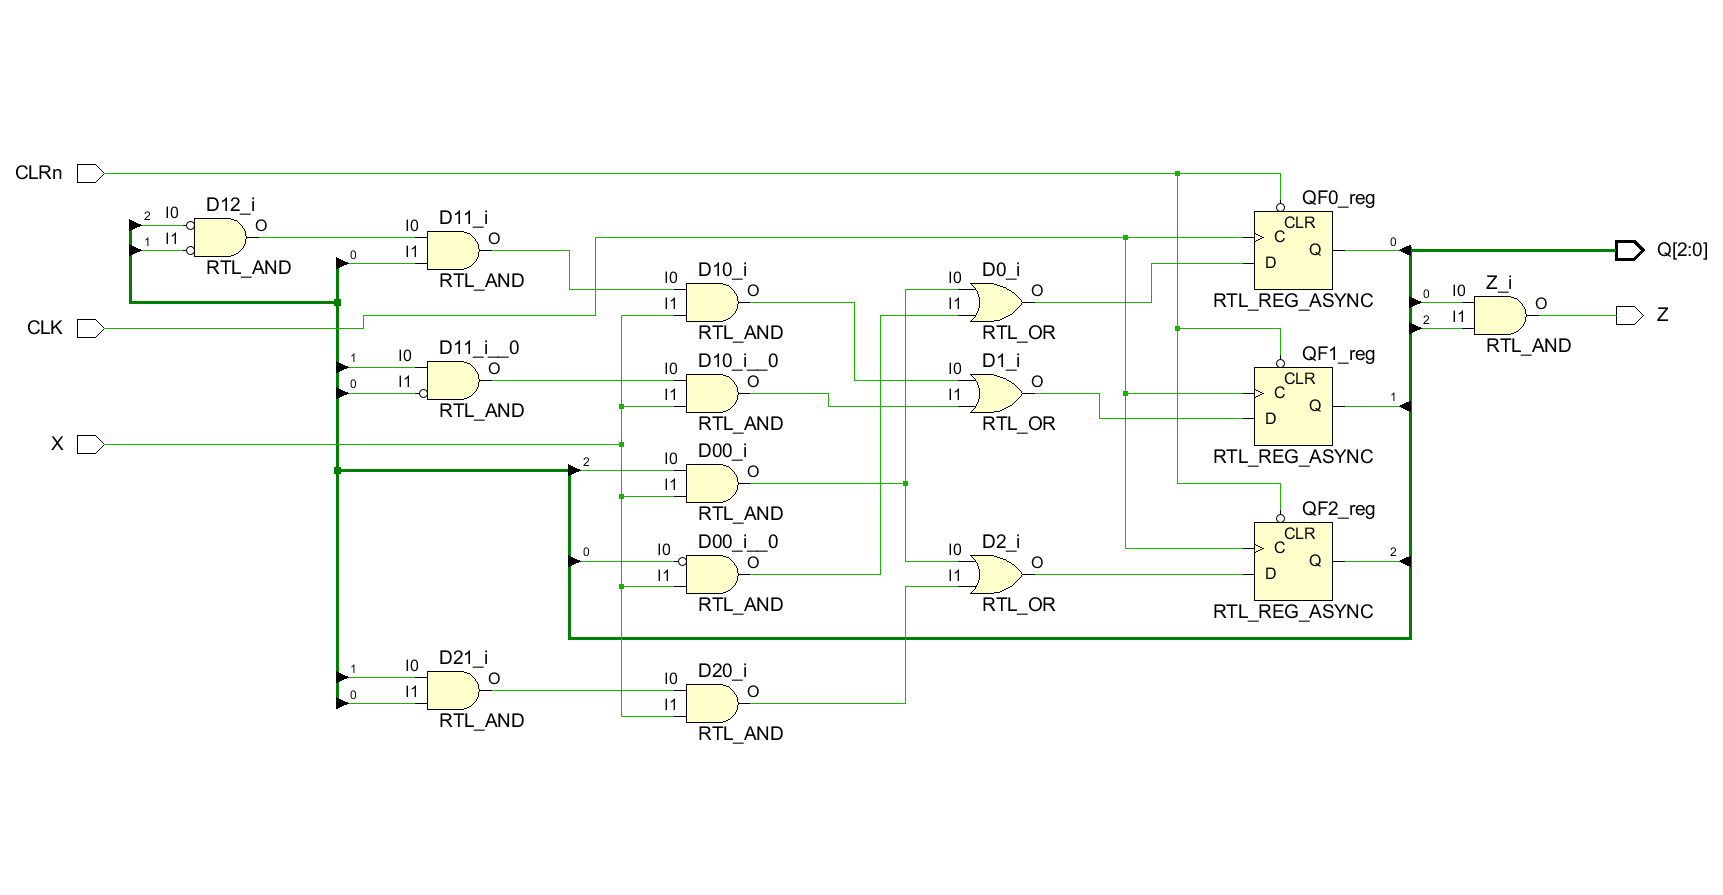 CLRn
QF0_reg
D12_i
2
I0
O
1
I1
RTL_AND
D11_i
I0
O
0
I1
RTL_AND
CLR
C
Q
D
0
Q[2:0]
RTL_REG_ASYNC
D10_i
I0
O
I1
RTL_AND
D0_i
I0
O
I1
RTL_OR
Z_i
0
I0
O
2
I1
RTL_AND
Z
CLK
D11_i__0
1
I0
O
0
I1
RTL_AND
D10_i__0
I0
O
I1
RTL_AND
D1_i
I0
O
I1
RTL_OR
QF1_reg
CLR
C
Q
D
1
RTL_REG_ASYNC
X
D00_i
2
I0
O
I1
RTL_AND
D00_i__0
0
I0
O
I1
RTL_AND
D2_i
I0
O
I1
RTL_OR
QF2_reg
CLR
C
Q
D
2
RTL_REG_ASYNC
D21_i
1
I0
O
0
I1
RTL_AND
D20_i
I0
O
I1
RTL_AND